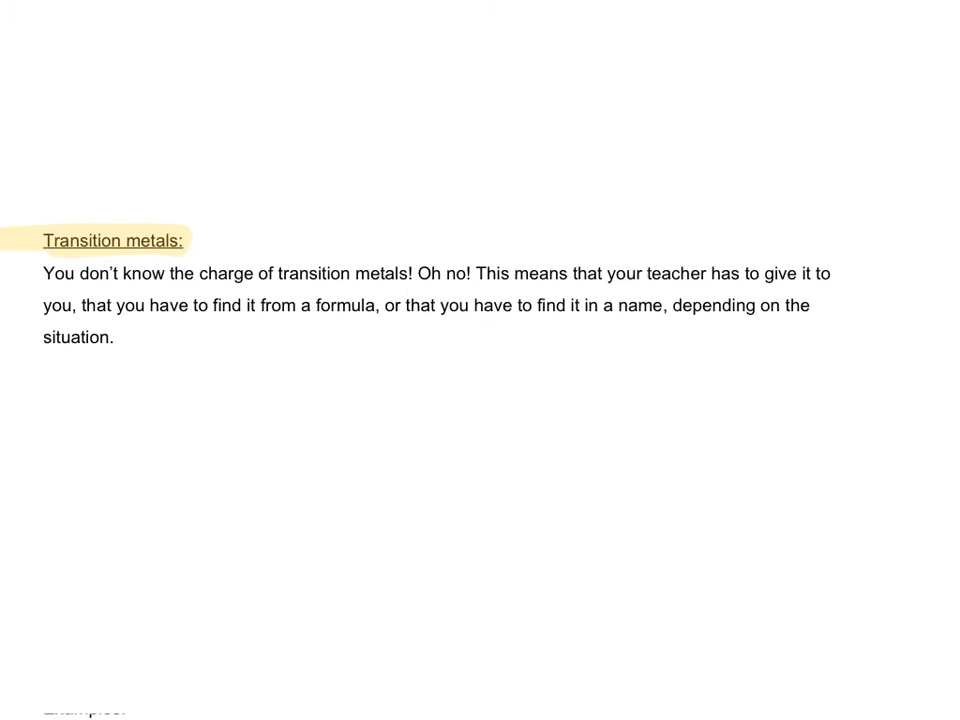 Transition metals:
You don't know the charge of transition metals! Oh no! This means that your teacher has to give it to
you, that you have to find it from a formula, or that you have to find it in a name, depending on the
situation.